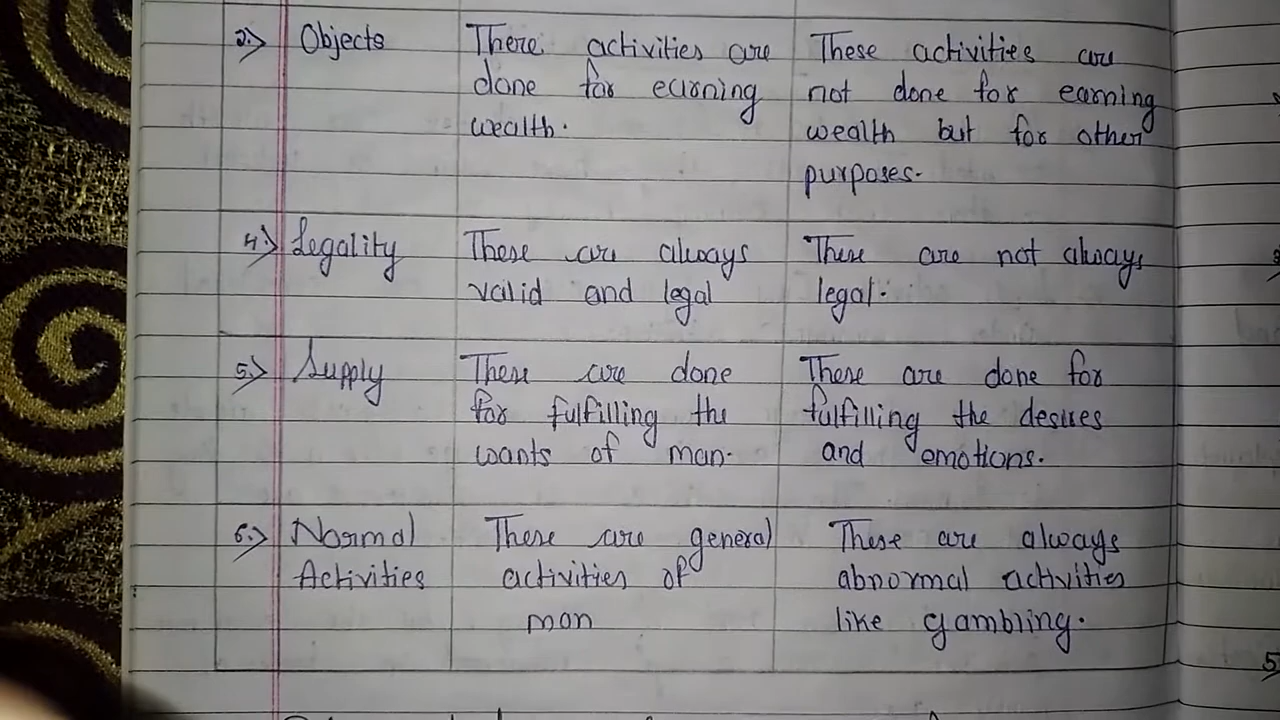 2.> Objects There activities are These activities are
done for earning not done for earning
wealth. wealth but for other
purposes.
4.> Legality These are always These are not always
valid and legal legal.
5.> Supply These are done These are done for
for fulfilling the fulfilling the desires
wants of man. and emotions.
6.> Normal These are general These are always
Activities activities of abnormal activities
man like gambling.
5